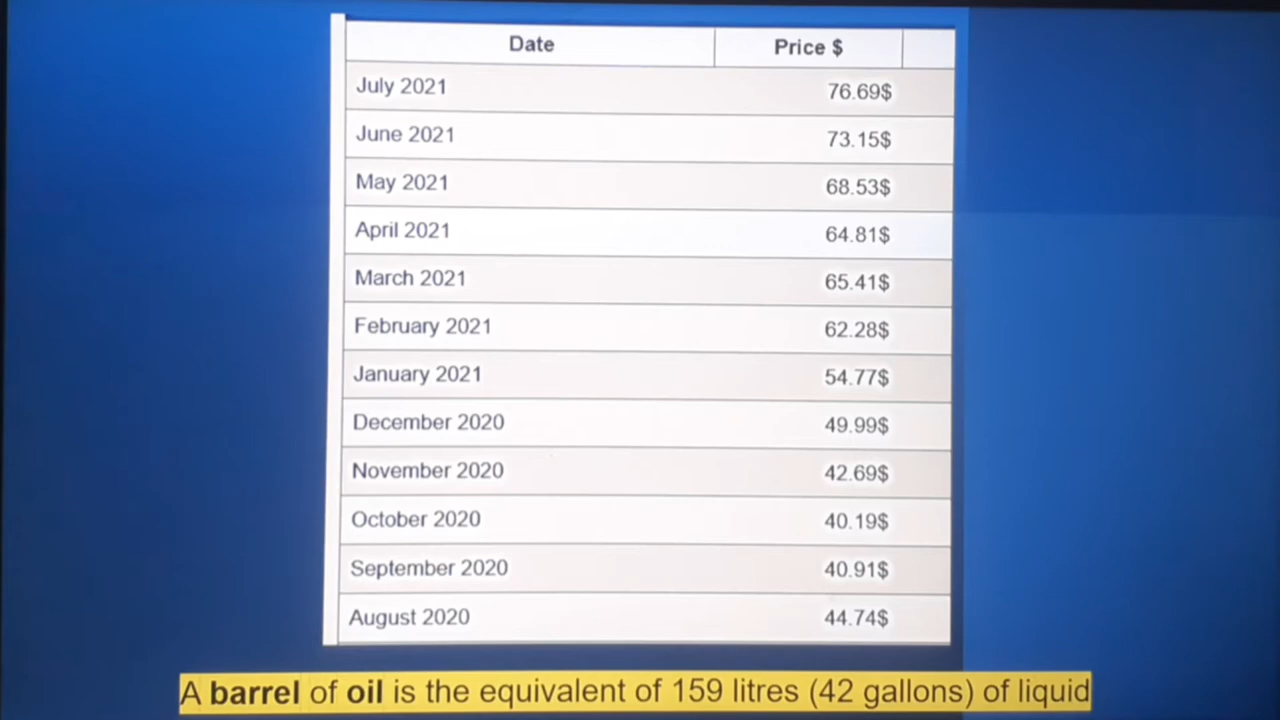 Date Price $
July 2021 76.69$
June 2021 73.15$
May 2021 68.53$
April 2021 64.81$
March 2021 65.41$
February 2021 62.28$
January 2021 54.77$
December 2020 49.99$
November 2020 42.69$
October 2020 40.19$
September 2020 40.91$
August 2020 44.74$
A barrel of oil is the equivalent of 159 litres (42 gallons) of liquid